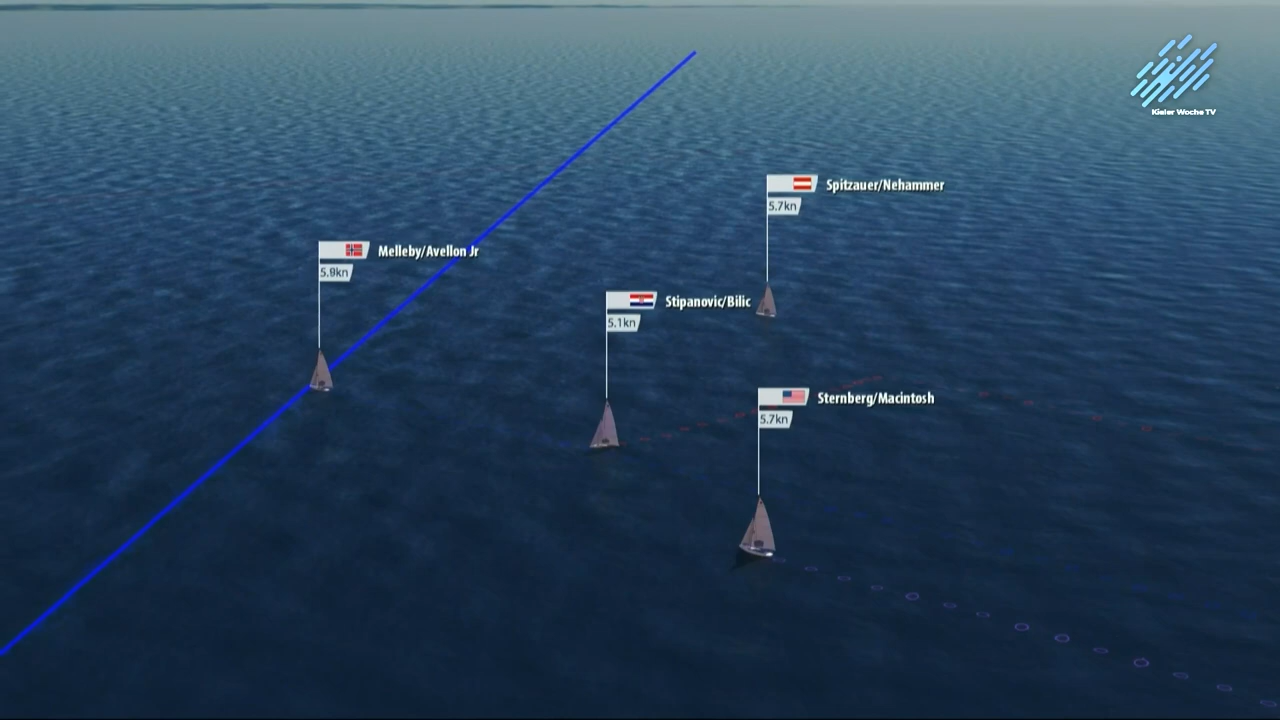 Kieler Woche TV
Spitzauer/Nehammer
5.7kn
Melleby/Avellon Jr
5.9kn
Stipanovic/Bilic
5.1kn
Sternberg/Macintosh
5.7kn